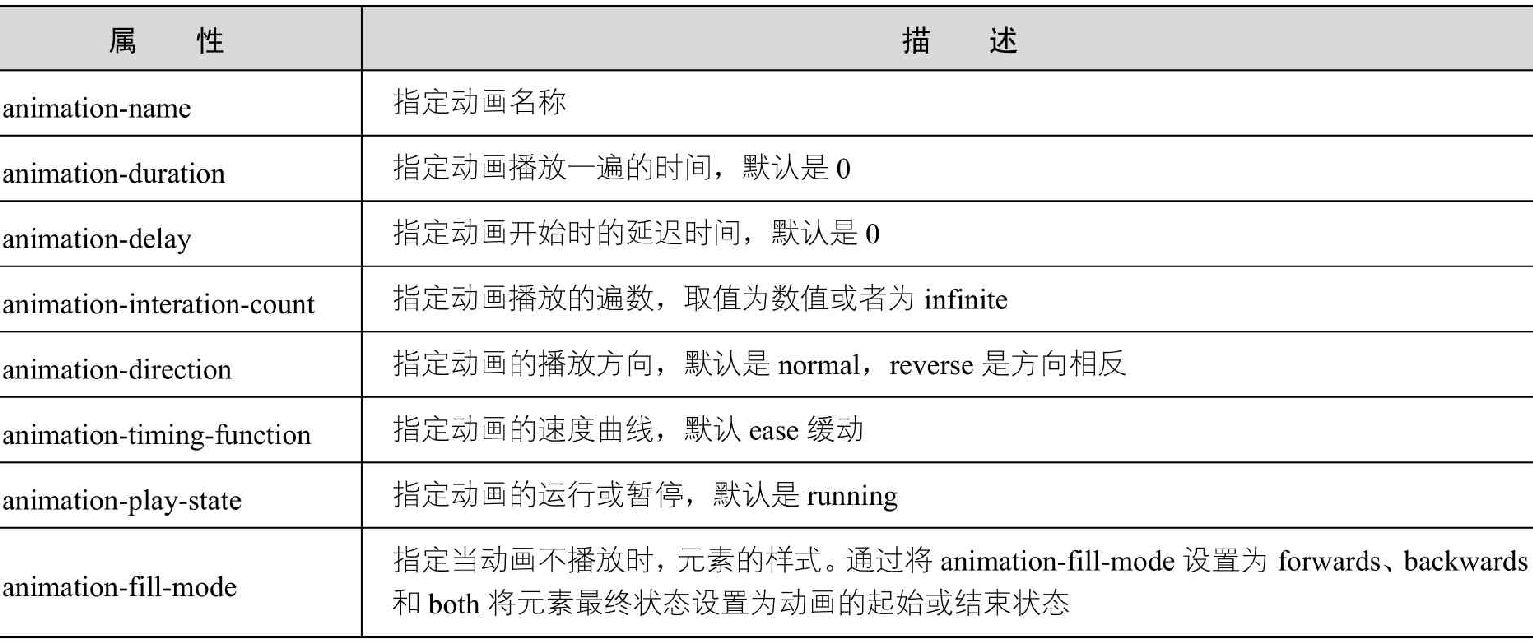 属 性 描 述
animation-name 指定动画名称
animation-duration 指定动画播放一遍的时间，默认是 0
animation-delay 指定动画开始时的延迟时间，默认是 0
animation-interation-count 指定动画播放的遍数，取值为数值或者为 infinite
animation-direction 指定动画的播放方向，默认是 normal，reverse 是方向相反
animation-timing-function 指定动画的速度曲线，默认 ease 缓动
animation-play-state 指定动画的运行或暂停，默认是 running
animation-fill-mode 指定当动画不播放时，元素的样式。通过将 animation-fill-mode 设置为 forwards、backwards
和 both 将元素最终状态设置为动画的起始或结束状态